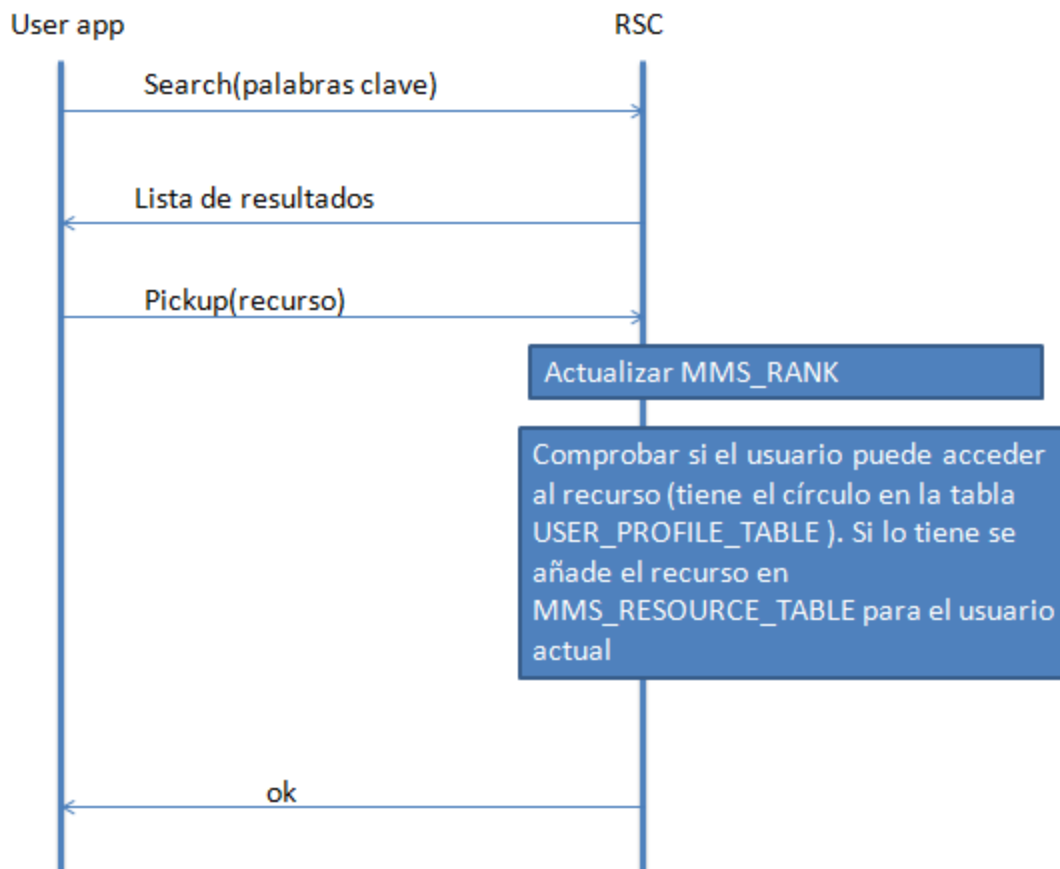 User app
RSC
Search(palabras clave)
Lista de resultados
Pickup(recurso)
Actualizar MMS_RANK
Comprobar si el usuario puede acceder
al recurso (tiene el círculo en la tabla
USER_PROFILE_TABLE ). Si lo tiene se
añade el recurso en
MMS_RESOURCE_TABLE para el usuario
actual
ok